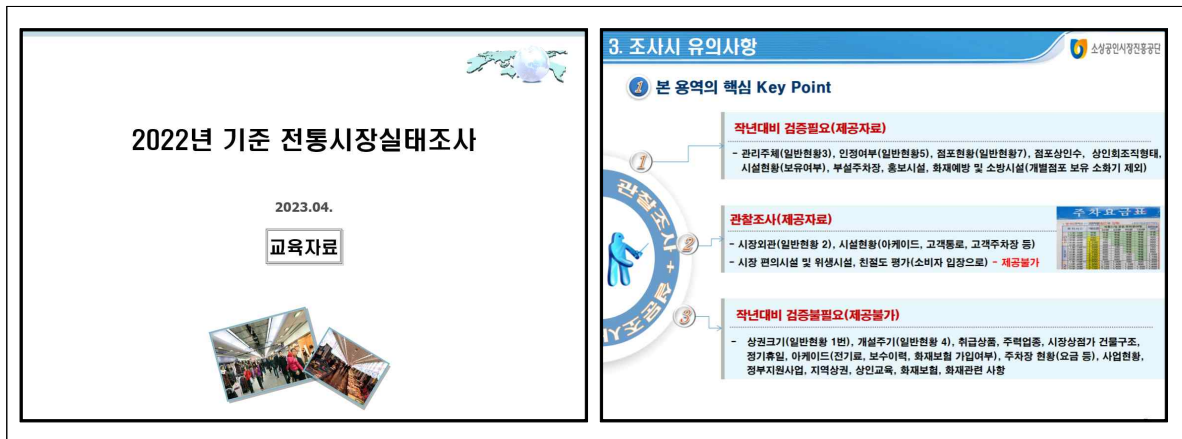 2022년 기준 전통시장실태조사
2023.04.
교육자료
3. 조사시 유의사항
소상공인시장진흥공단
1 본 용역의 핵심 Key Point
관찰조사 + 설문조사
1
작년대비 검증필요(제공자료)
- 관리주체(일반현황3), 인정여부(일반현황5), 점포현황(일반현황7), 점포상인수, 상인회조직형태,
시설현황(보유여부), 부설주차장, 홍보시설, 화재예방 및 소방시설(개별점포 보유 소화기 제외)
2
관찰조사(제공자료)
- 시장외관(일반현황 2), 시설현황(아케이드, 고객통로, 고객주차장 등)
- 시장 편의시설 및 위생시설, 친절도 평가(소비자 입장으로) - 제공불가
주차요금표
3
작년대비 검증불필요(제공불가)
- 상권크기(일반현황 1번), 개설주기(일반현황 4), 취급상품, 주력업종, 시장상점가 건물구조,
정기휴일, 아케이드(전기료, 보수이력, 화재보험 가입여부), 주차장 현황(요금 등), 사업현황,
정부지원사업, 지역상권, 상인교육, 화재보험, 화재관련 사항